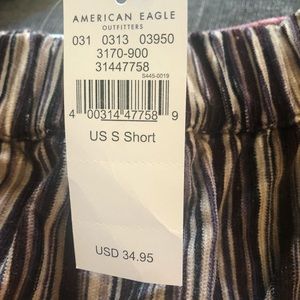 AMERICAN EAGLE
OUTFITTERS
031 0313 03950
3170-900
31447758
S445-0019
4 00314 47758 9
US S Short
USD 34.95